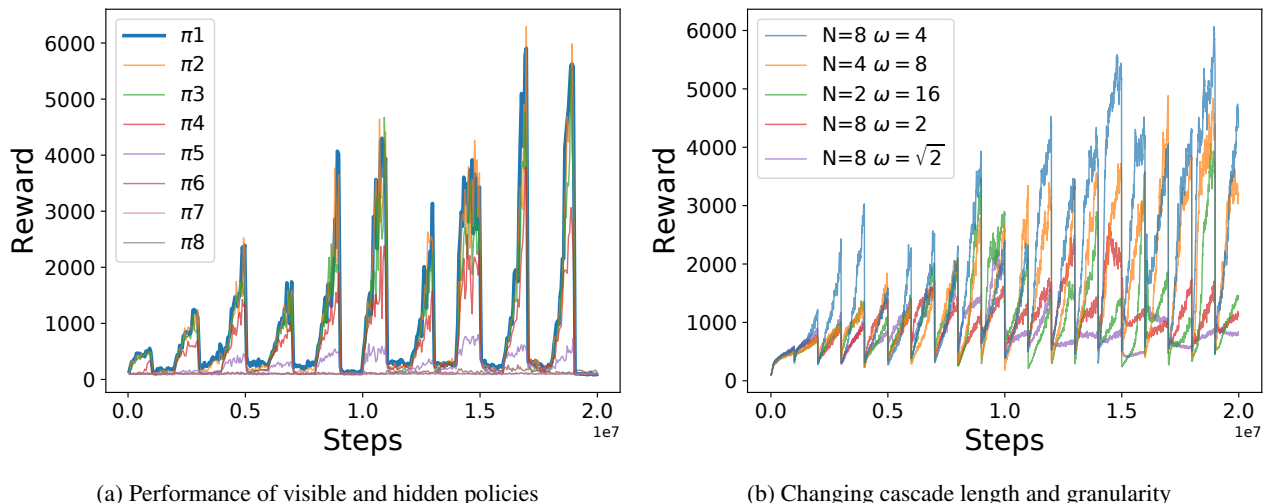 6000
5000
4000
3000
2000
1000
0
Reward
π1
π2
π3
π4
π5
π6
π7
π8
0.0 0.5 1.0 1.5 2.0
1e7
Steps
(a) Performance of visible and hidden policies
6000
5000
4000
3000
2000
1000
0
Reward
N=8 ω = 4
N=4 ω = 8
N=2 ω = 16
N=8 ω = 2
N=8 ω = √2
0.0 0.5 1.0 1.5 2.0
1e7
Steps
(b) Changing cascade length and granularity